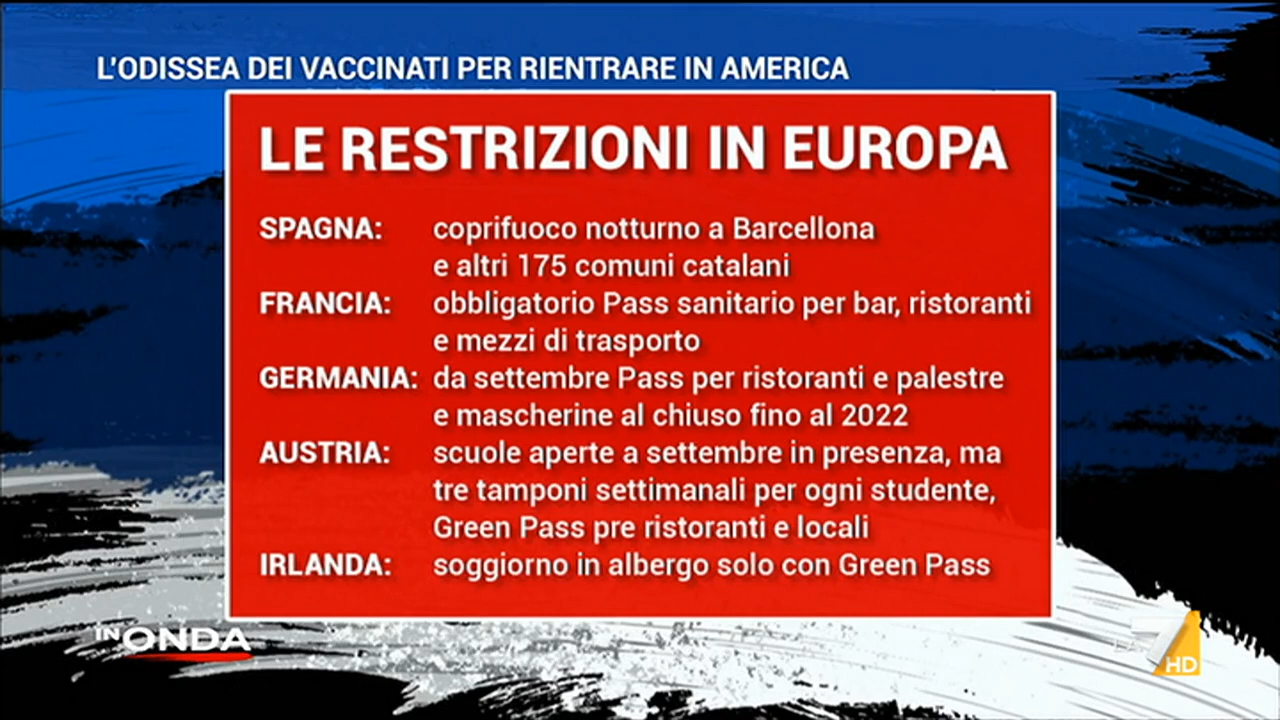 L'ODISSEA DEI VACCINATI PER RIENTRARE IN AMERICA
LE RESTRIZIONI IN EUROPA
SPAGNA: coprifuoco notturno a Barcellona
e altri 175 comuni catalani
FRANCIA: obbligatorio Pass sanitario per bar, ristoranti
e mezzi di trasporto
GERMANIA: da settembre Pass per ristoranti e palestre
e mascherine al chiuso fino al 2022
AUSTRIA: scuole aperte a settembre in presenza, ma
tre tamponi settimanali per ogni studente,
Green Pass pre ristoranti e locali
IRLANDA: soggiorno in albergo solo con Green Pass
IN ONDA
7 HD